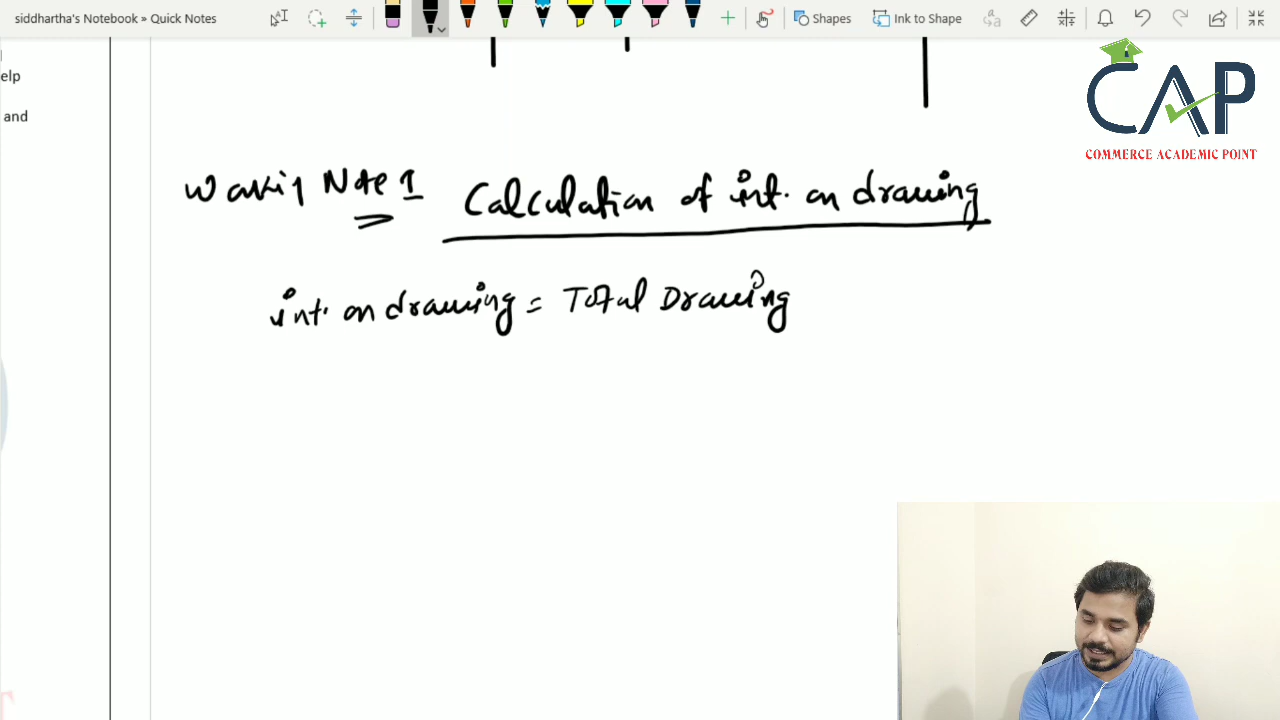 siddhartha's Notebook » Quick Notes
Shapes
Ink to Shape
elp
and
CAP
COMMERCE ACADEMIC POINT
Working Note 1 Calculation of int. on drawing
int. on drawing = Total Drawing